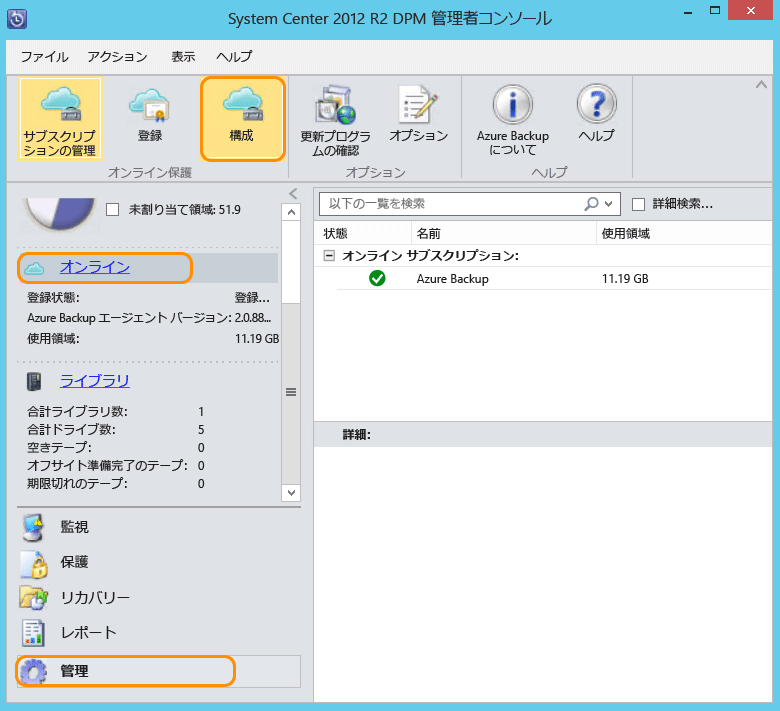 System Center 2012 R2 DPM 管理者コンソール
ファイル アクション 表示 ヘルプ
サブスクリプ
ションの管理
登録
構成
更新プログラ
ムの確認
オプション
Azure Backup
について
ヘルプ
オンライン保護
オプション
ヘルプ
未割り当て領域: 51.9
オンライン
登録状態: 登録...
Azure Backup エージェント バージョン: 2.0.88...
使用領域: 11.19 GB
ライブラリ
合計ライブラリ数: 1
合計ドライブ数: 5
空きテープ: 0
オフサイト準備完了のテープ: 0
期限切れのテープ: 0
監視
保護
リカバリー
レポート
管理
以下の一覧を検索
詳細検索...
状態 名前 使用領域
オンライン サブスクリプション:
Azure Backup 11.19 GB
詳細: